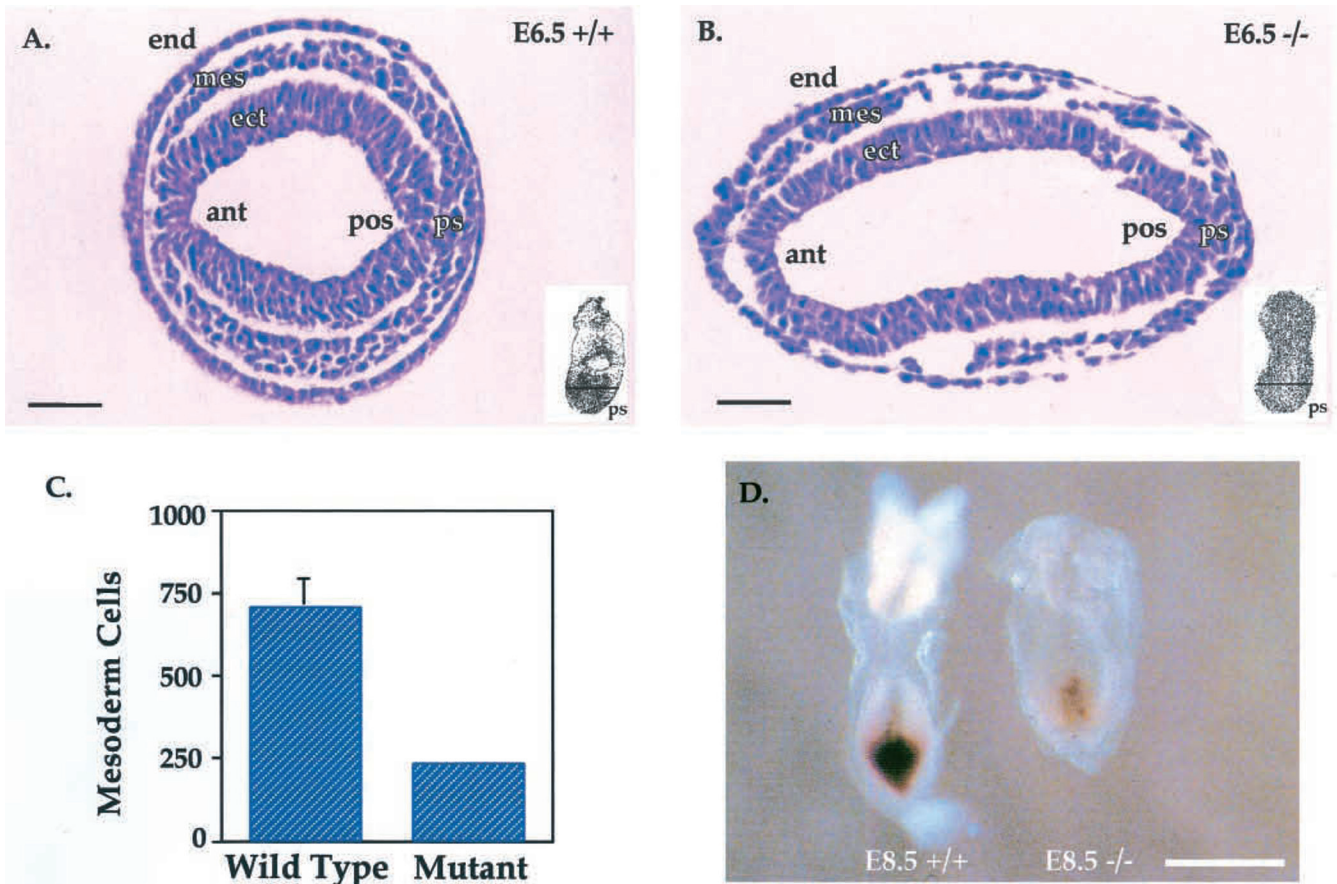 A.
E6.5 +/+
end
mes
ect
ant
pos
ps
ps
B.
E6.5 -/-
end
mes
ect
ant
pos
ps
ps
C.
Mesoderm Cells
1000
750
500
250
0
Wild Type
Mutant
D.
E8.5 +/+
E8.5 -/-